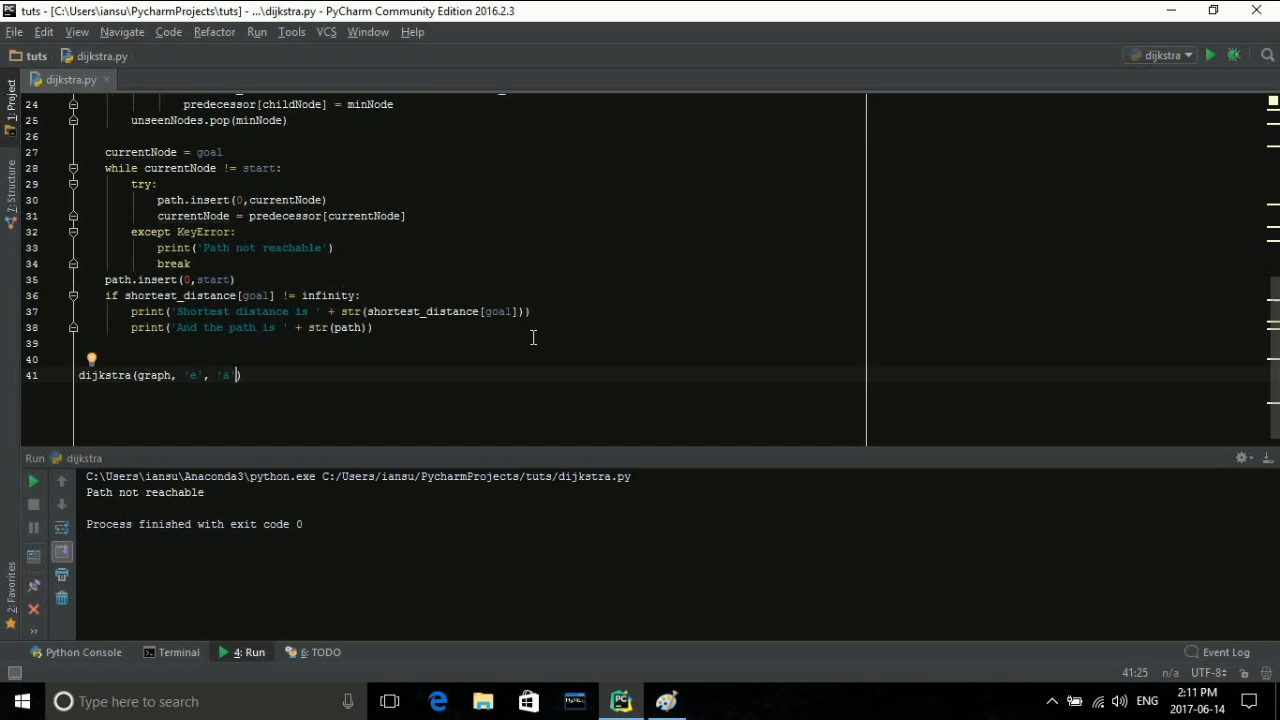 tuts - [C:\Users\iansu\PycharmProjects\tuts] - ...\dijkstra.py - PyCharm Community Edition 2016.2.3
File Edit View Navigate Code Refactor Run Tools VCS Window Help
tuts dijkstra.py dijkstra
dijkstra.py
1: Project
7: Structure
2: Favorites
24 predecessor[childNode] = minNode
25 unseenNodes.pop(minNode)
26
27 currentNode = goal
28 while currentNode != start:
29 try:
30 path.insert(0,currentNode)
31 currentNode = predecessor[currentNode]
32 except KeyError:
33 print('Path not reachable')
34 break
35 path.insert(0,start)
36 if shortest_distance[goal] != infinity:
37 print('Shortest distance is ' + str(shortest_distance[goal]))
38 print('And the path is ' + str(path))
39
40
41 dijkstra(graph, 'e', 'a')
Run dijkstra
C:\Users\iansu\Anaconda3\python.exe C:/Users/iansu/PycharmProjects/tuts/dijkstra.py
Path not reachable
Process finished with exit code 0
Python Console Terminal 4: Run 6: TODO Event Log
41:25 n/a UTF-8
Type here to search
ENG
2:11 PM
2017-06-14